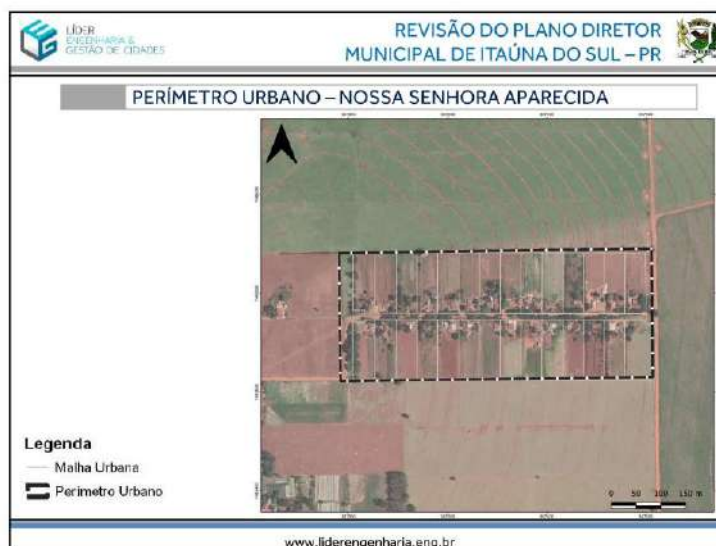 LÍDER
ENGENHARIA &
GESTÃO DE CIDADES
REVISÃO DO PLANO DIRETOR
MUNICIPAL DE ITAÚNA DO SUL – PR
PERÍMETRO URBANO – NOSSA SENHORA APARECIDA
Legenda
Malha Urbana
Perímetro Urbano
0 50 100 150 m
www.liderengenharia.eng.br